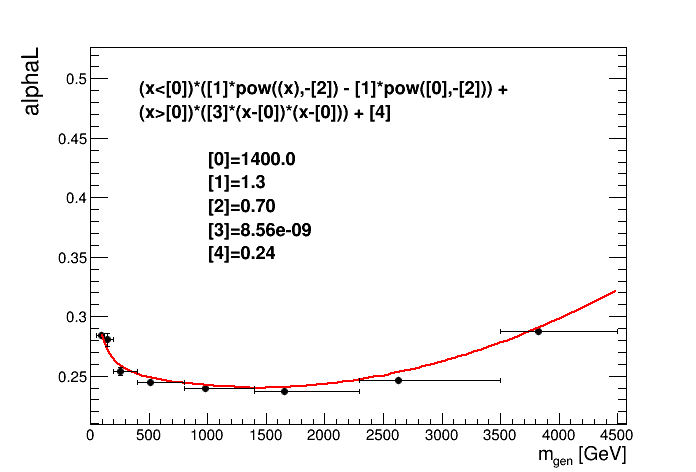 alphaL
0.5
0.45
0.4
0.35
0.3
0.25
(x<[0])*([1]*pow((x),-[2]) - [1]*pow([0],-[2])) +
(x>[0])*([3]*(x-[0])*(x-[0])) + [4]
[0]=1400.0
[1]=1.3
[2]=0.70
[3]=8.56e-09
[4]=0.24
0 500 1000 1500 2000 2500 3000 3500 4000 4500
m_gen [GeV]